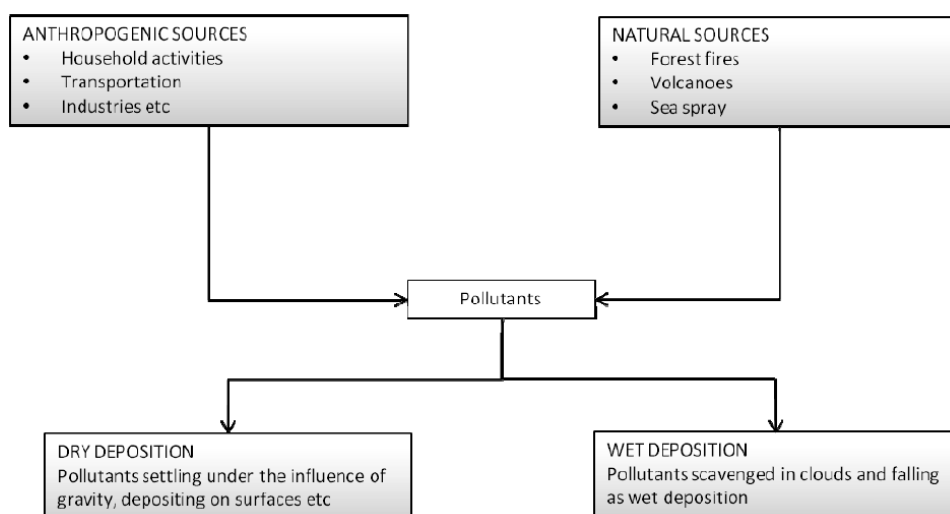 ANTHROPOGENIC SOURCES
• Household activities
• Transportation
• Industries etc
NATURAL SOURCES
• Forest fires
• Volcanoes
• Sea spray
Pollutants
DRY DEPOSITION
Pollutants settling under the influence of
gravity, depositing on surfaces etc
WET DEPOSITION
Pollutants scavenged in clouds and falling
as wet deposition